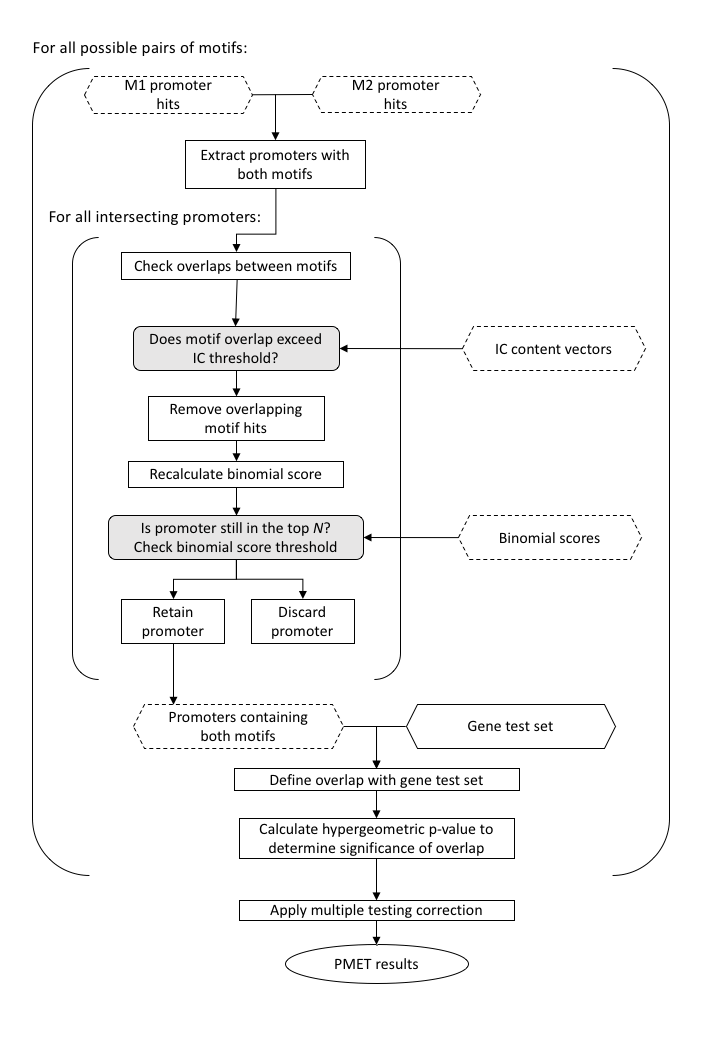 For all possible pairs of motifs:
M1 promoter
hits
M2 promoter
hits
Extract promoters with
both motifs
For all intersecting promoters:
Check overlaps between motifs
Does motif overlap exceed
IC threshold?
IC content vectors
Remove overlapping
motif hits
Recalculate binomial score
Is promoter still in the top N?
Check binomial score threshold
Binomial scores
Retain
promoter
Discard
promoter
Promoters containing
both motifs
Gene test set
Define overlap with gene test set
Calculate hypergeometric p-value to
determine significance of overlap
Apply multiple testing correction
PMET results